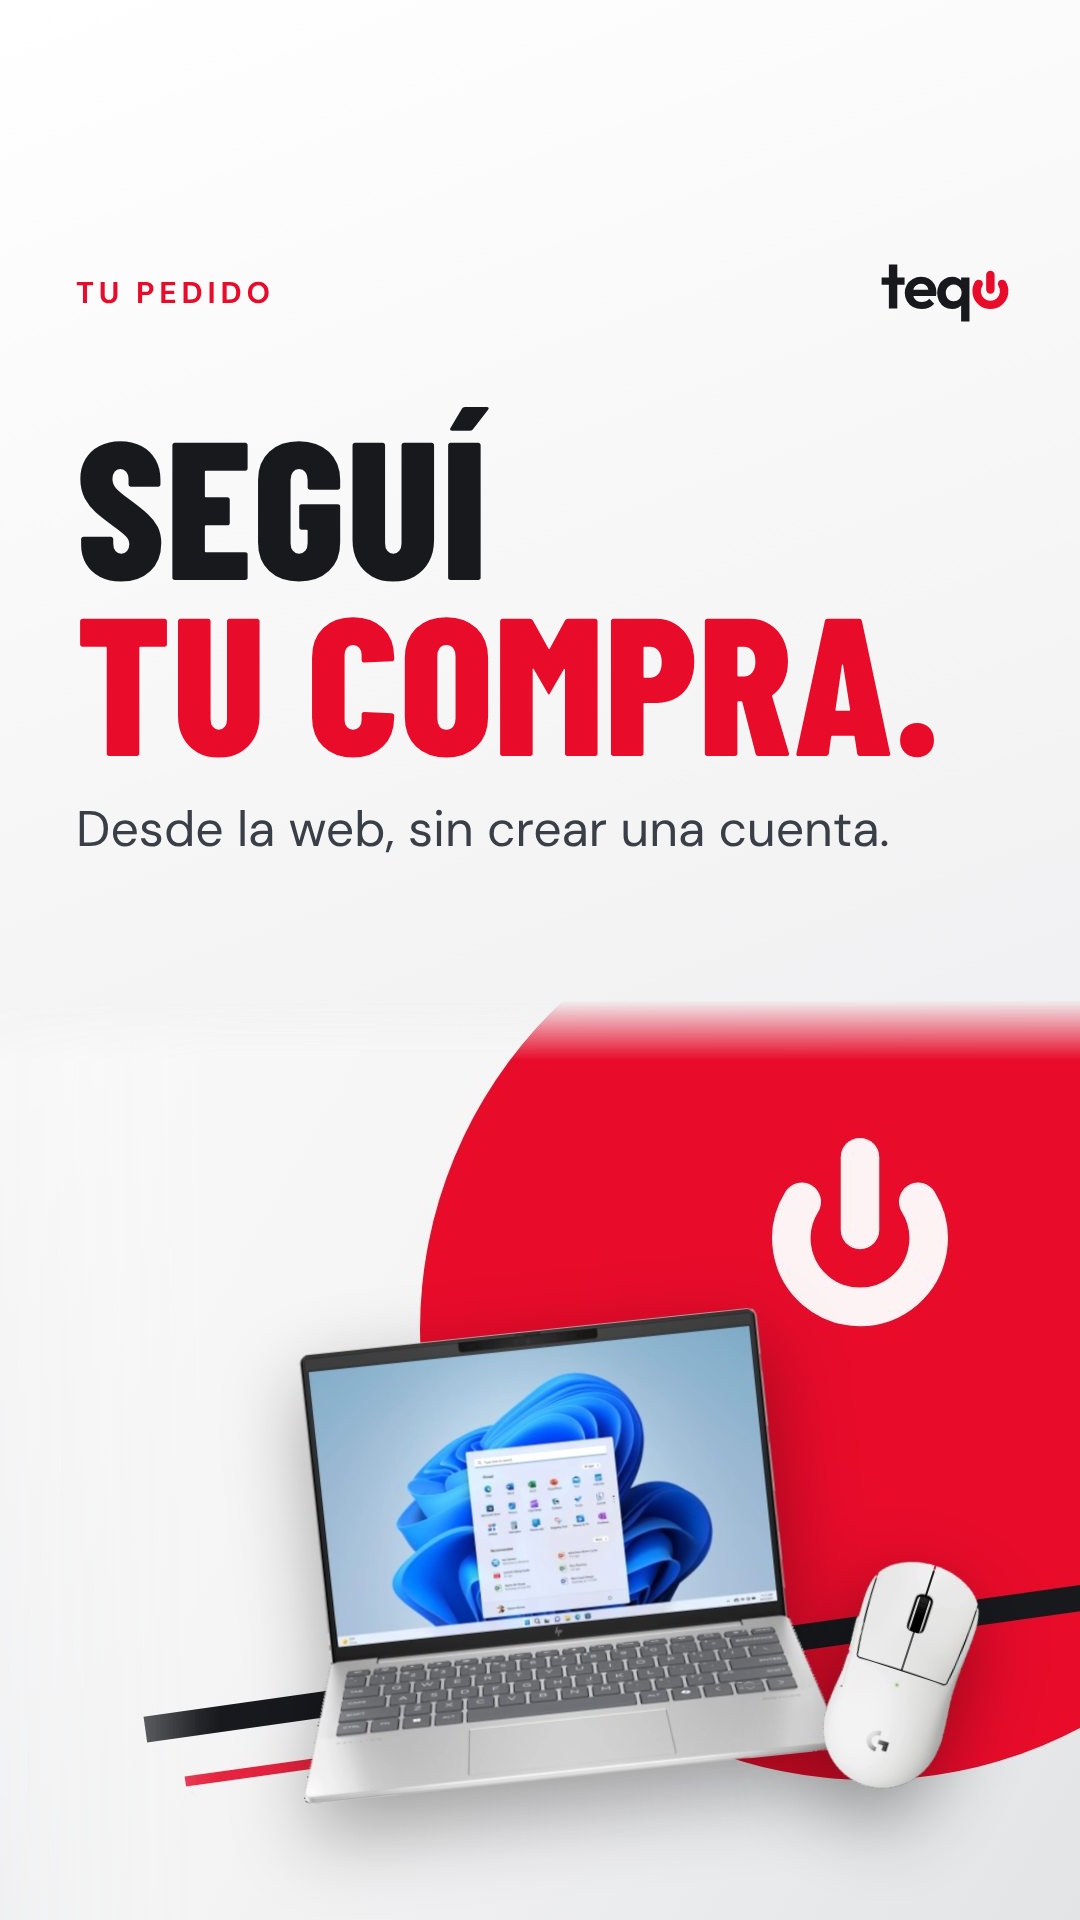 TU PEDIDO
teqo
SEGUÍ
TU COMPRA.
Desde la web, sin crear una cuenta.